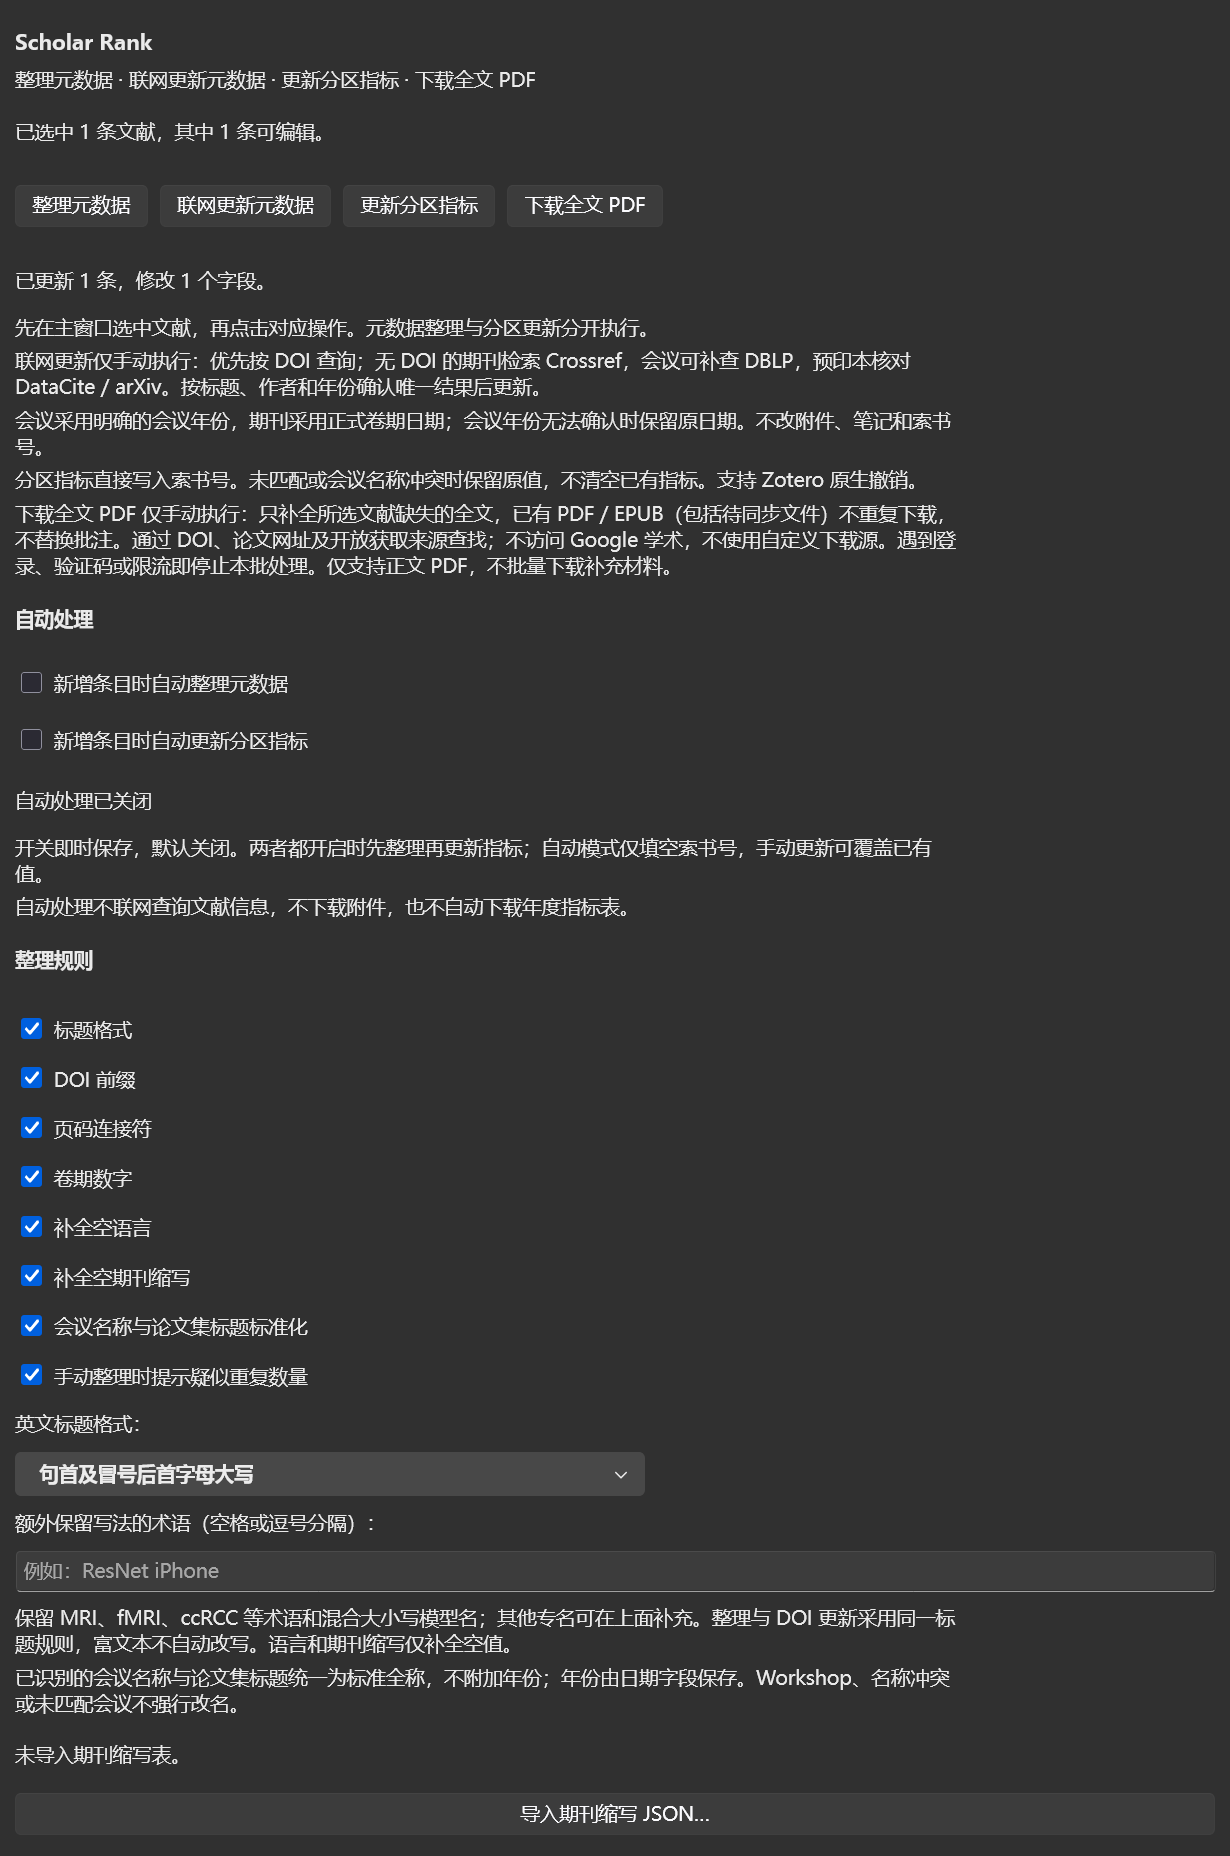 Scholar Rank
整理元数据 · 联网更新元数据 · 更新分区指标 · 下载全文 PDF
已选中 1 条文献，其中 1 条可编辑。
整理元数据 联网更新元数据 更新分区指标 下载全文 PDF
已更新 1 条，修改 1 个字段。
先在主窗口选中文献，再点击对应操作。元数据整理与分区更新分开执行。
联网更新仅手动执行：优先按 DOI 查询；无 DOI 的期刊检索 Crossref，会议可补查 DBLP，预印本核对
DataCite / arXiv。按标题、作者和年份确认唯一结果后更新。
会议采用明确的会议年份，期刊采用正式卷期日期；会议年份无法确认时保留原日期。不改附件、笔记和索书
号。
分区指标直接写入索书号。未匹配或会议名称冲突时保留原值，不清空已有指标。支持 Zotero 原生撤销。
下载全文 PDF 仅手动执行：只补全所选文献缺失的全文，已有 PDF / EPUB（包括待同步文件）不重复下载，
不替换批注。通过 DOI、论文网址及开放获取来源查找；不访问 Google 学术，不使用自定义下载源。遇到登
录、验证码或限流即停止本批处理。仅支持正文 PDF，不批量下载补充材料。
自动处理
新增条目时自动整理元数据
新增条目时自动更新分区指标
自动处理已关闭
开关即时保存，默认关闭。两者都开启时先整理再更新指标；自动模式仅填空索书号，手动更新可覆盖已有
值。
自动处理不联网查询文献信息，不下载附件，也不自动下载年度指标表。
整理规则
标题格式
DOI 前缀
页码连接符
卷期数字
补全空语言
补全空期刊缩写
会议名称与论文集标题标准化
手动整理时提示疑似重复数量
英文标题格式：
句首及冒号后首字母大写
额外保留写法的术语（空格或逗号分隔）：
例如：ResNet iPhone
保留 MRI、fMRI、ccRCC 等术语和混合大小写模型名；其他专名可在上面补充。整理与 DOI 更新采用同一标
题规则，富文本不自动改写。语言和期刊缩写仅补全空值。
已识别的会议名称与论文集标题统一为标准全称，不附加年份；年份由日期字段保存。Workshop、名称冲突
或未匹配会议不强行改名。
未导入期刊缩写表。
导入期刊缩写 JSON...